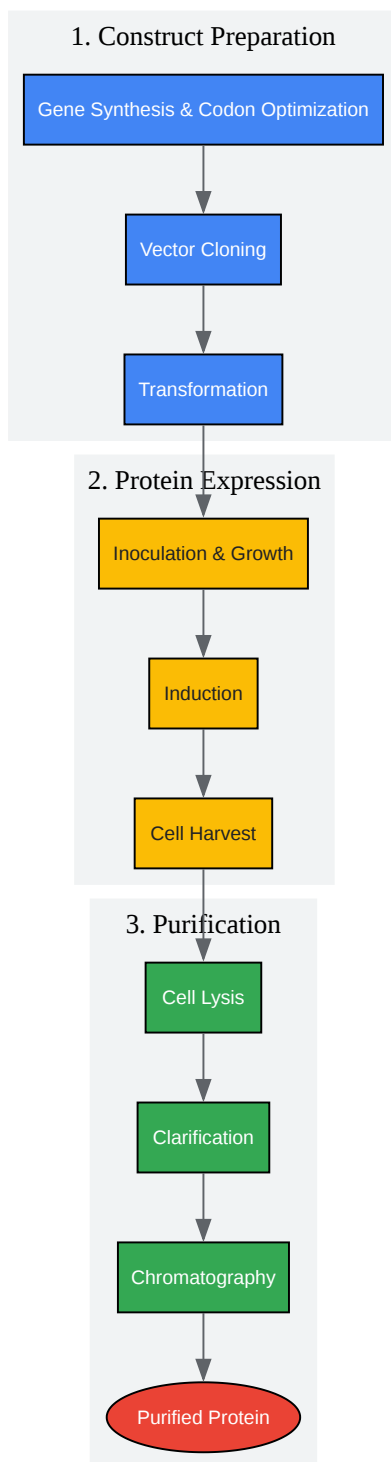 1. Construct Preparation
Gene Synthesis & Codon Optimization
Vector Cloning
Transformation
2. Protein Expression
Inoculation & Growth
Induction
Cell Harvest
3. Purification
Cell Lysis
Clarification
Chromatography
Purified Protein